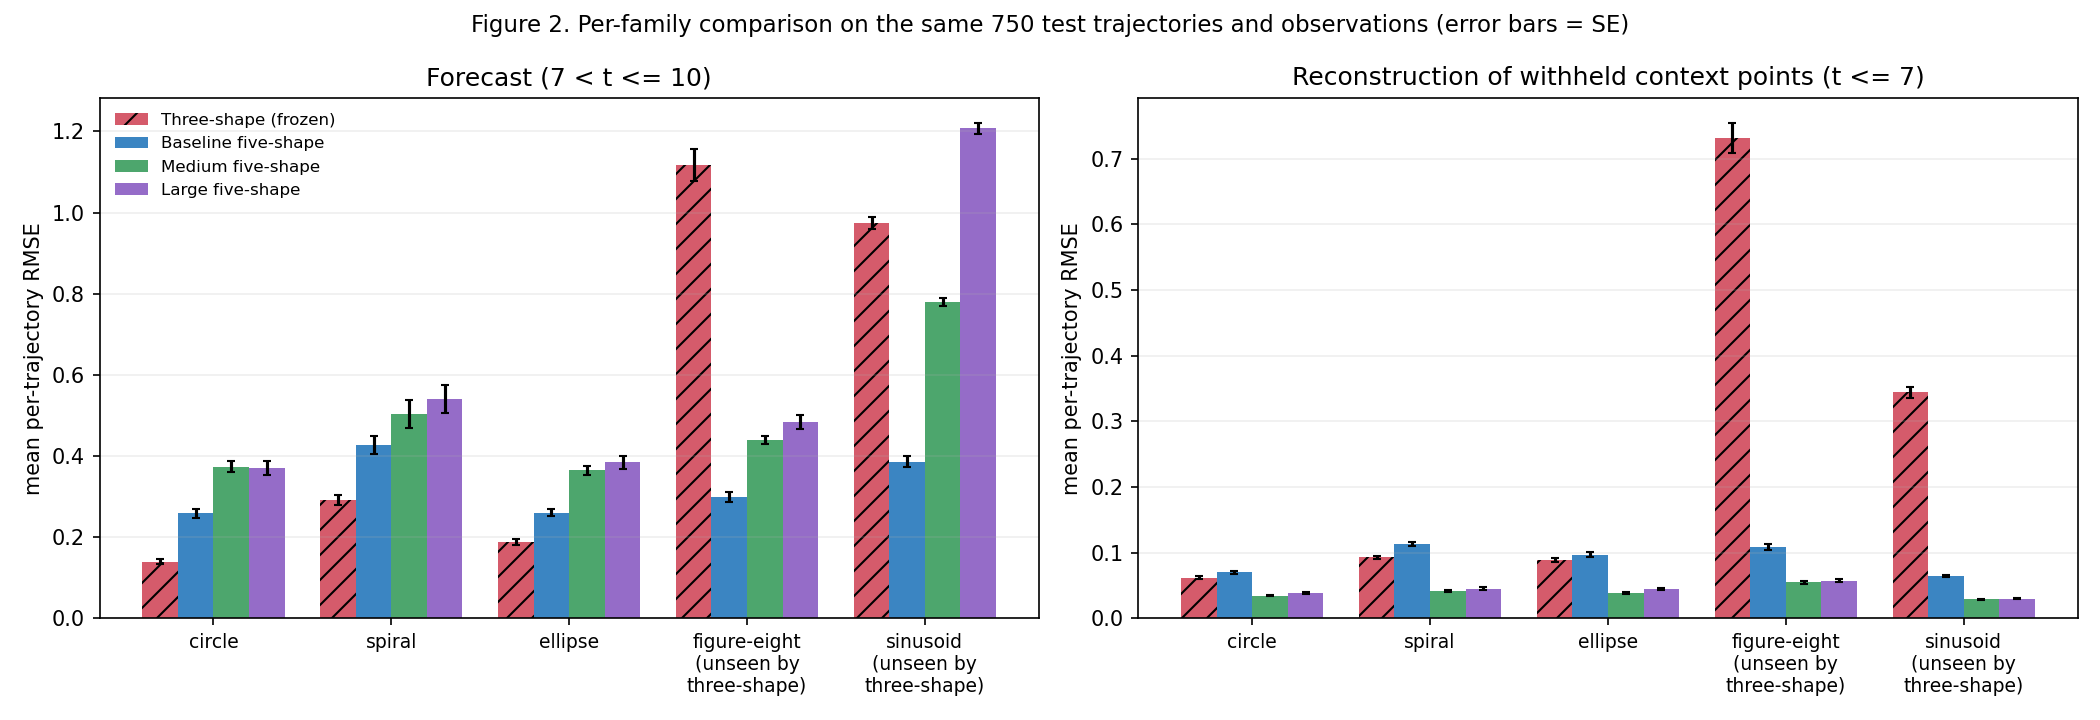 Figure 2. Per-family comparison on the same 750 test trajectories and observations (error bars = SE)
Forecast (7 < t <= 10)
mean per-trajectory RMSE
1.2
1.0
0.8
0.6
0.4
0.2
0.0
Three-shape (frozen)
Baseline five-shape
Medium five-shape
Large five-shape
circle
spiral
ellipse
figure-eight
(unseen by
three-shape)
sinusoid
(unseen by
three-shape)
Reconstruction of withheld context points (t <= 7)
mean per-trajectory RMSE
0.7
0.6
0.5
0.4
0.3
0.2
0.1
0.0
circle
spiral
ellipse
figure-eight
(unseen by
three-shape)
sinusoid
(unseen by
three-shape)